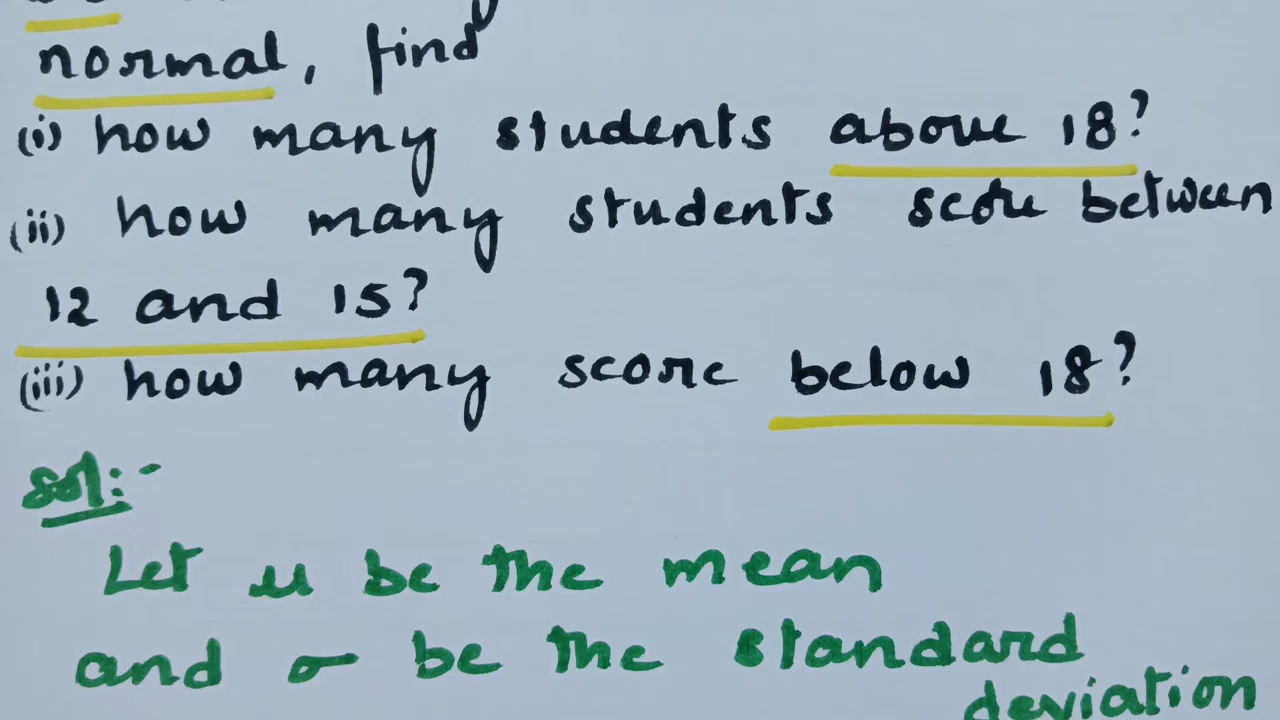 normal, find
(i) how many students above 18?
(ii) how many students score between
12 and 15?
(iii) how many score below 18?
Sol:-
Let μ be the mean
and σ be the standard
deviation